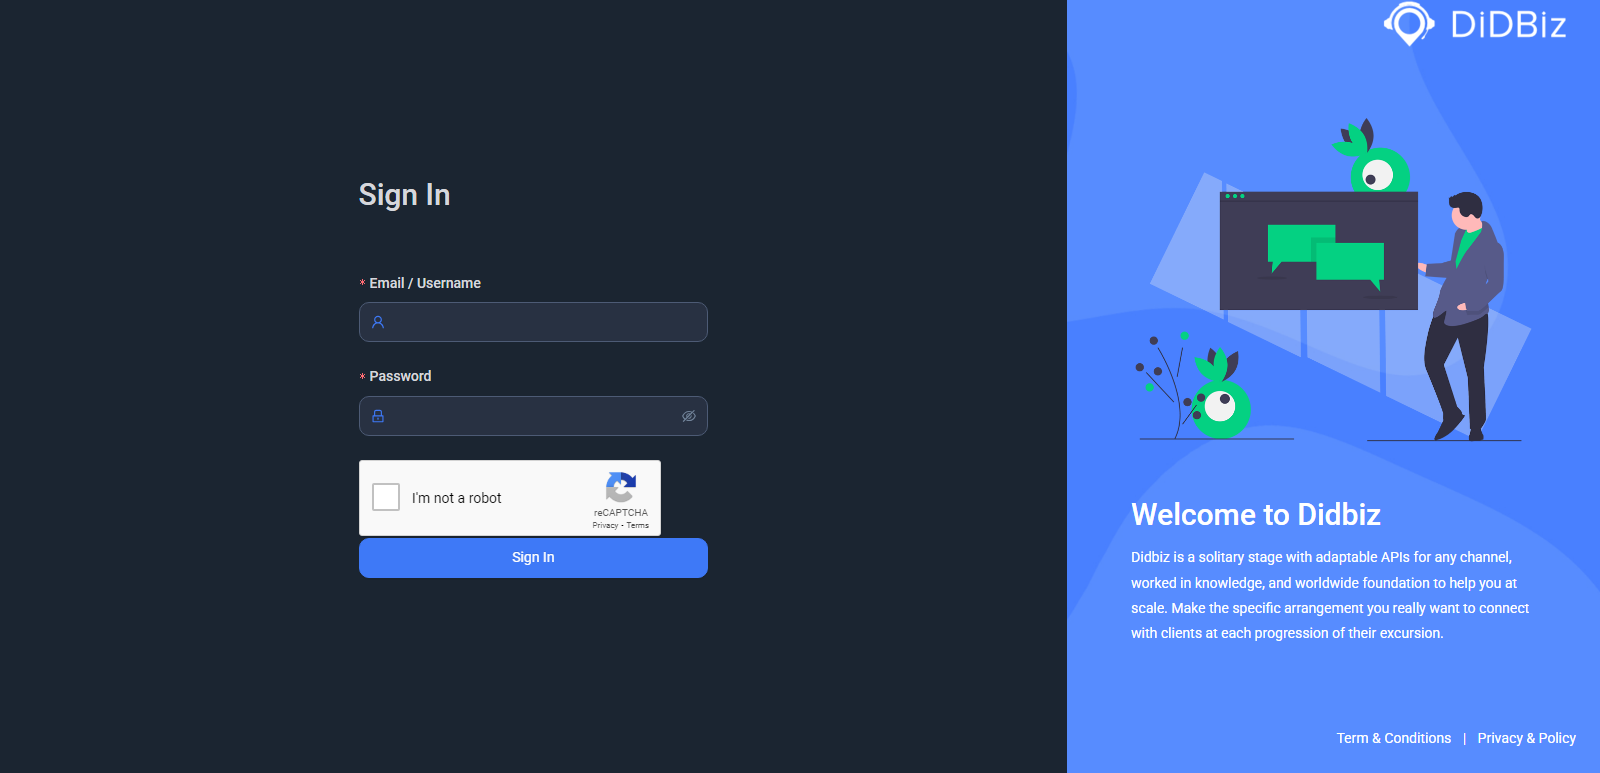 Sign In
* Email / Username
* Password
I'm not a robot
reCAPTCHA
Privacy - Terms
Sign In
DiDBiz
Welcome to Didbiz
Didbiz is a solitary stage with adaptable APIs for any channel,
worked in knowledge, and worldwide foundation to help you at
scale. Make the specific arrangement you really want to connect
with clients at each progression of their excursion.
Term & Conditions | Privacy & Policy